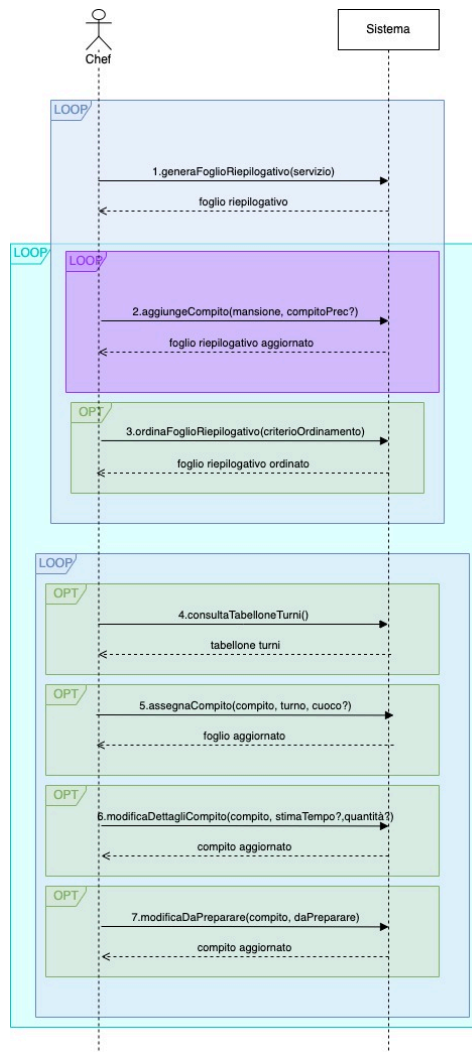 Sistema
Chef
LOOP
1.generaFoglioRiepilogativo(servizio)
foglio riepilogativo
LOOP
LOOP
2.aggiungeCompito(mansione, compitoPrec?)
foglio riepilogativo aggiornato
OPT
3.ordinaFoglioRiepilogativo(criterioOrdinamento)
foglio riepilogativo ordinato
LOOP
OPT
4.consultaTabelloneTurni()
tabellone turni
OPT
5.assegnaCompito(compito, turno, cuoco?)
foglio aggiornato
OPT
6.modificaDettagliCompito(compito, stimaTempo?,quantità?)
compito aggiornato
OPT
7.modificaDaPreparare(compito, daPreparare)
compito aggiornato